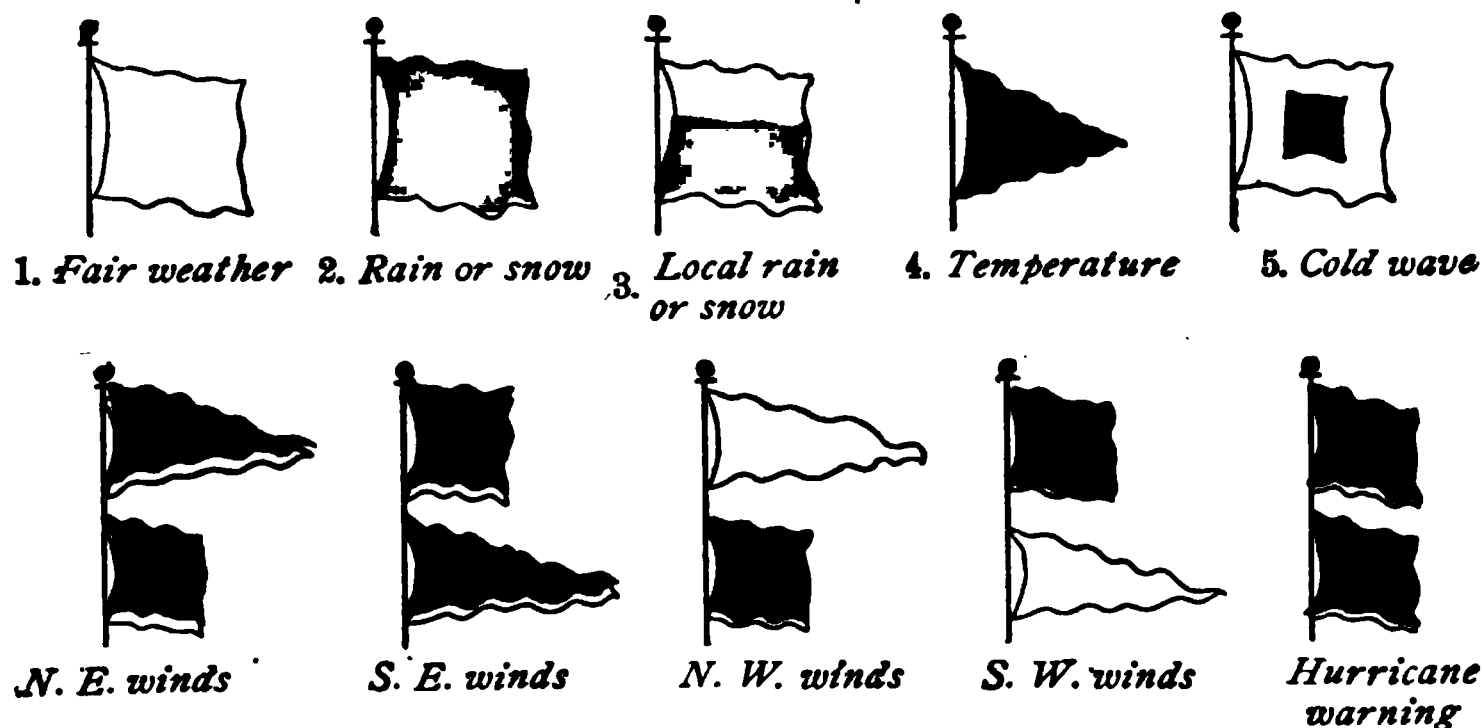 1. Fair weather
2. Rain or snow
3. Local rain
or snow
4. Temperature
5. Cold wave
N. E. winds
S. E. winds
N. W. winds
S. W. winds
Hurricane
warning